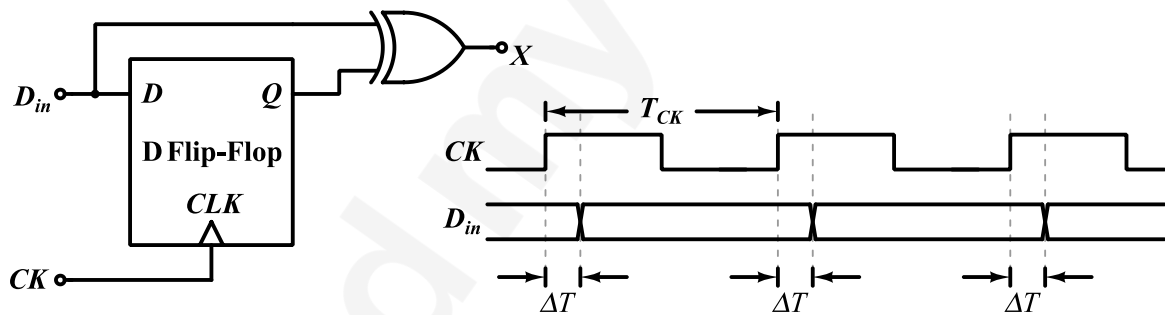 X
D_in
D
Q
D Flip-Flop
CLK
CK
T_CK
CK
D_in
ΔT
ΔT
ΔT